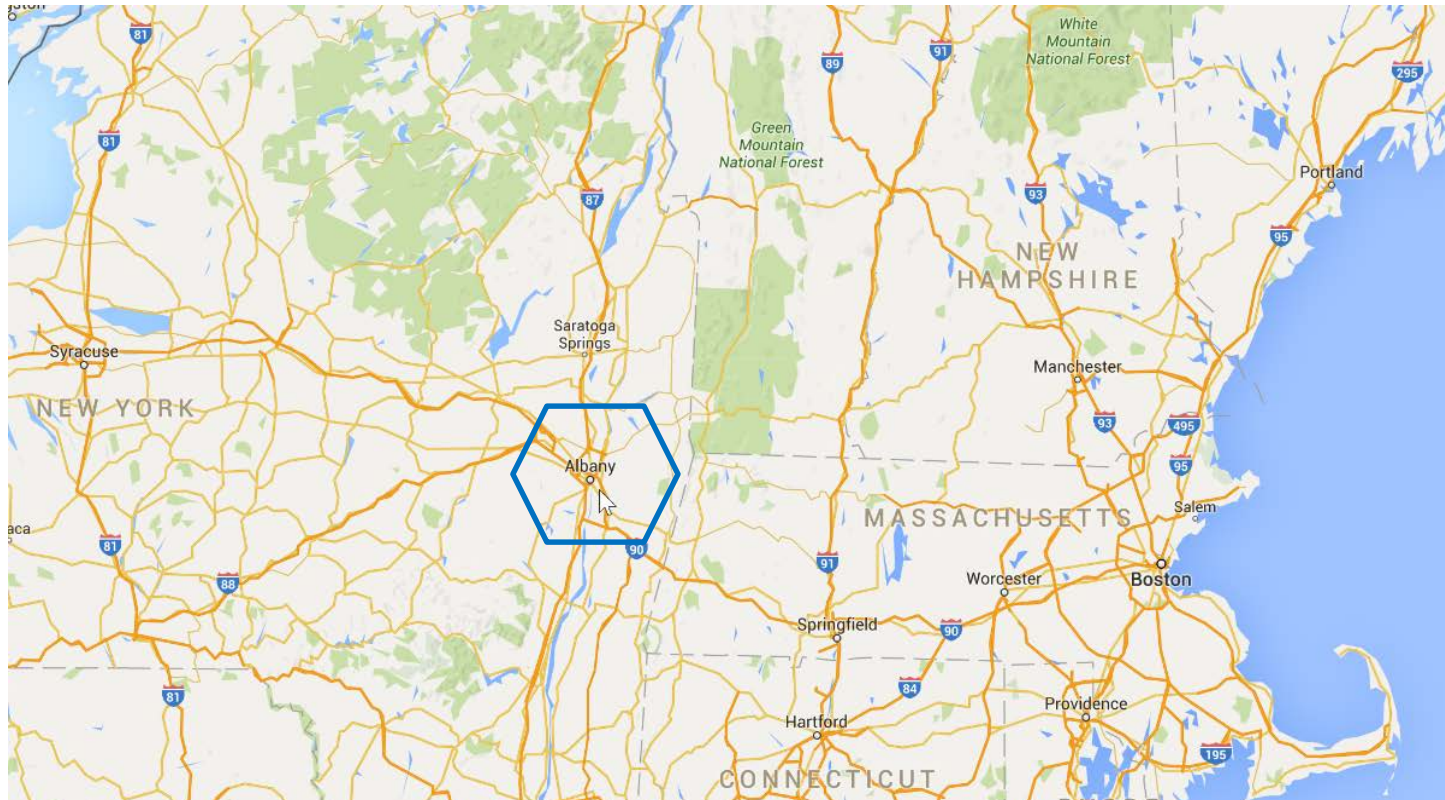 gston
81
89
91
White
Mountain
National Forest
295
81
Green
Mountain
National Forest
87
93
Portland
95
NEW
HAMPSHIRE
Saratoga
Springs
Syracuse
Manchester
NEW YORK
93
495
Albany
95
Salem
MASSACHUSETTS
aca
81
90
91
88
Worcester
Boston
Springfield
90
84
81
Providence
Hartford
195
CONNECTICUT